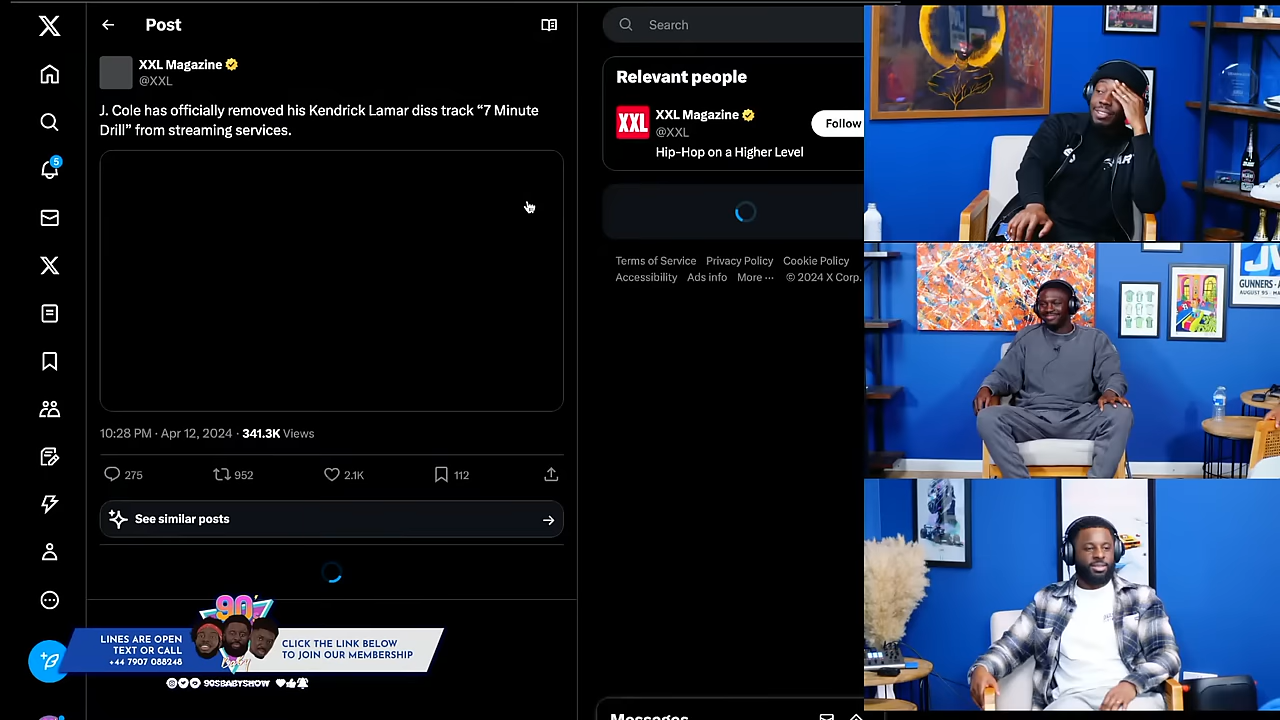 Post
Search
XXL Magazine
@XXL
J. Cole has officially removed his Kendrick Lamar diss track “7 Minute
Drill” from streaming services.
10:28 PM · Apr 12, 2024 · 341.3K Views
275
952
2.1K
112
See similar posts
5
Relevant people
XXL
XXL Magazine
@XXL
Follow
Hip-Hop on a Higher Level
Terms of Service Privacy Policy Cookie Policy
Accessibility Ads info More ··· © 2024 X Corp.
Messages
90'
LINES ARE OPEN
TEXT OR CALL
+44 7907 088248
CLICK THE LINK BELOW
TO JOIN OUR MEMBERSHIP
90SBABYSHOW
GUNNERS